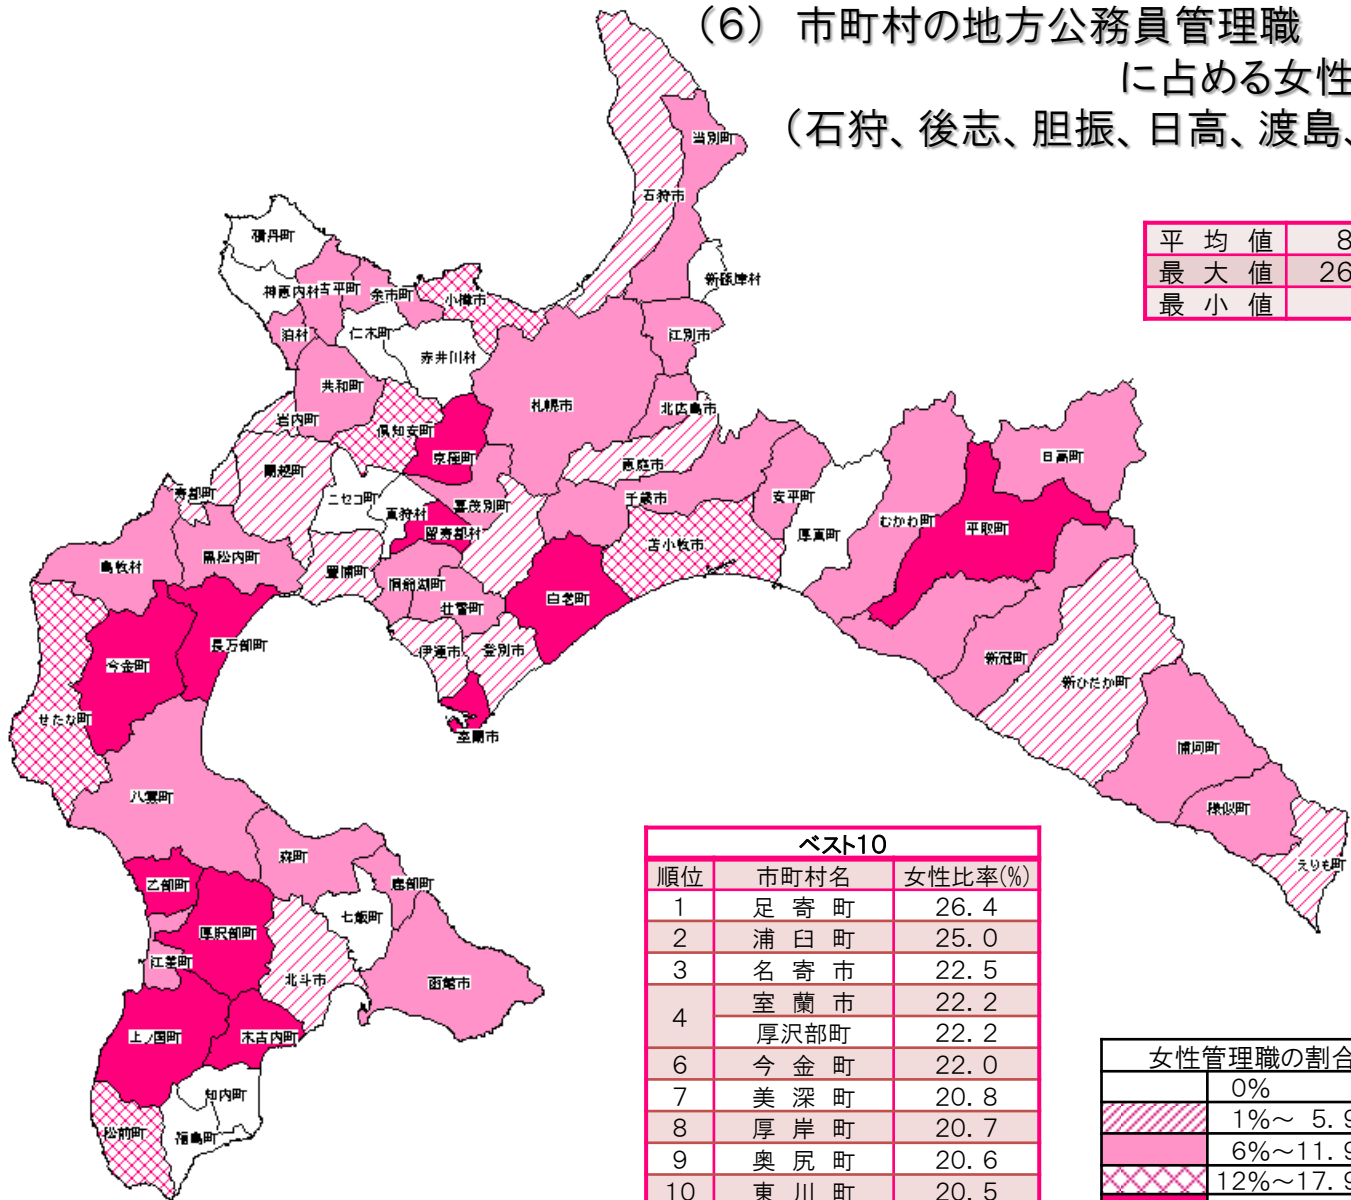 （6） 市町村の地方公務員管理職
に占める女性
（石狩、後志、胆振、日高、渡島、
平均値 8
最大値 26
最小値
当別町
石狩市
積丹町
新篠津村
神恵内村
古平町
余市町
小樽市
泊村
仁木町
江別市
赤井川村
共和町
札幌市
北広島市
岩内町
倶知安町
京極町
恵庭市
日高町
蘭越町
寿都町
ニセコ町
喜茂別町
千歳市
安平町
真狩村
むかわ町
平取町
留寿都村
厚真町
苫小牧市
黒松内町
島牧村
豊浦町
洞爺湖町
壮瞥町
白老町
長万部町
伊達市
登別市
今金町
新冠町
新ひだか町
せたな町
室蘭市
浦河町
八雲町
様似町
森町
えりも町
乙部町
鹿部町
七飯町
厚沢部町
江差町
北斗市
函館市
上ノ国町
木古内町
知内町
松前町
福島町
ベスト10
順位 市町村名 女性比率(%)
1 足寄町 26.4
2 浦臼町 25.0
3 名寄市 22.5
4 室蘭市 22.2
厚沢部町 22.2
6 今金町 22.0
7 美深町 20.8
8 厚岸町 20.7
9 奥尻町 20.6
10 東川町 20.5
女性管理職の割合
0%
1%～ 5.9
6%～11.9
12%～17.9